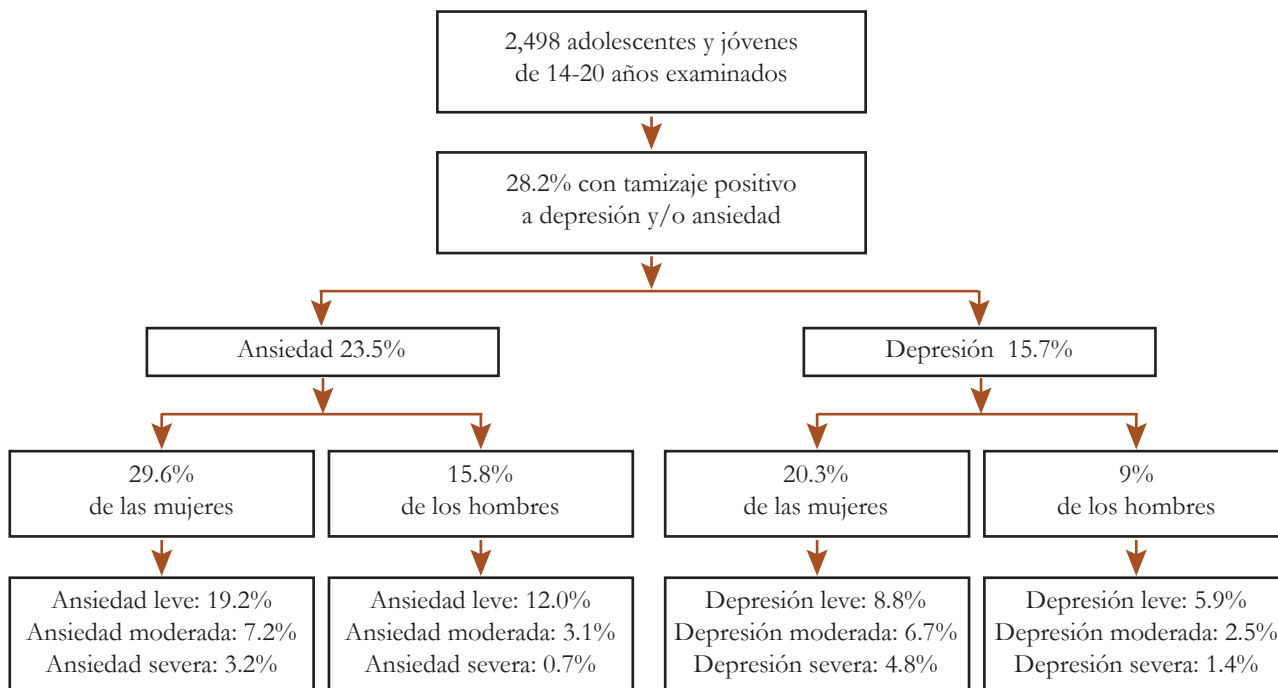 2,498 adolescentes y jóvenes
de 14-20 años examinados
28.2% con tamizaje positivo
a depresión y/o ansiedad
Ansiedad 23.5%
Depresión 15.7%
29.6%
de las mujeres
15.8%
de los hombres
20.3%
de las mujeres
9%
de los hombres
Ansiedad leve: 19.2%
Ansiedad moderada: 7.2%
Ansiedad severa: 3.2%
Ansiedad leve: 12.0%
Ansiedad moderada: 3.1%
Ansiedad severa: 0.7%
Depresión leve: 8.8%
Depresión moderada: 6.7%
Depresión severa: 4.8%
Depresión leve: 5.9%
Depresión moderada: 2.5%
Depresión severa: 1.4%